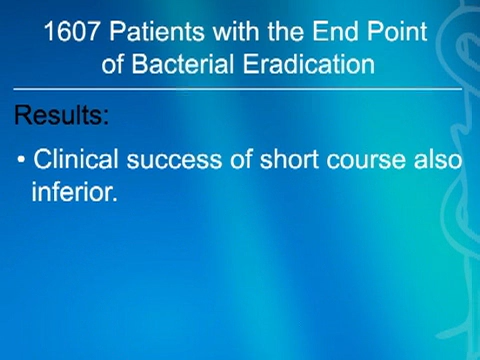 1607 Patients with the End Point
of Bacterial Eradication
Results:
• Clinical success of short course also
inferior.